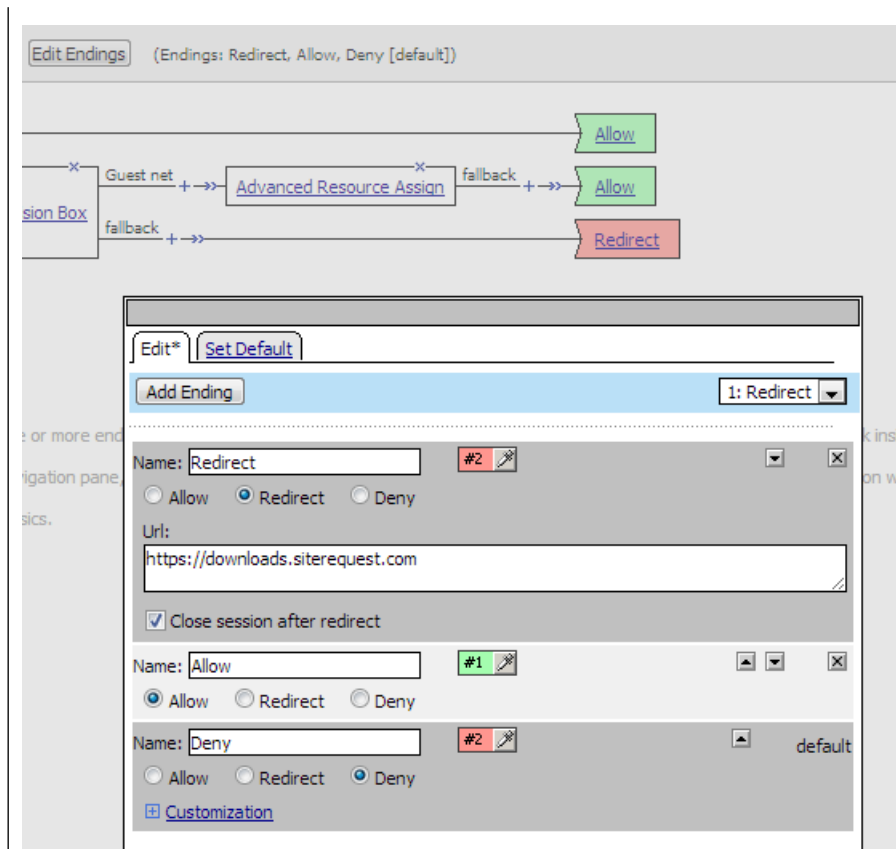 Edit Endings (Endings: Redirect, Allow, Deny [default])
Allow
Guest net + Advanced Resource Assign fallback + Allow
sion Box
fallback + Redirect
Edit* Set Default
Add Ending 1: Redirect
e or more end k ins
Name: Redirect #2
vigation pane, on w
Allow Redirect Deny
sics.
Url:
https://downloads.siterequest.com
Close session after redirect
Name: Allow #1
Allow Redirect Deny
Name: Deny #2 default
Allow Redirect Deny
Customization